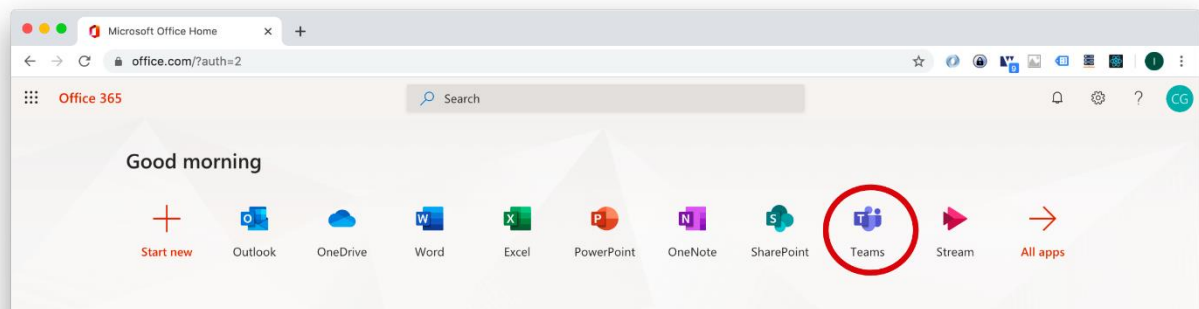 Microsoft Office Home
office.com/?auth=2
9
I
Office 365
Search
?
CG
Good morning
Start new
Outlook
OneDrive
Word
Excel
PowerPoint
OneNote
SharePoint
Teams
Stream
All apps